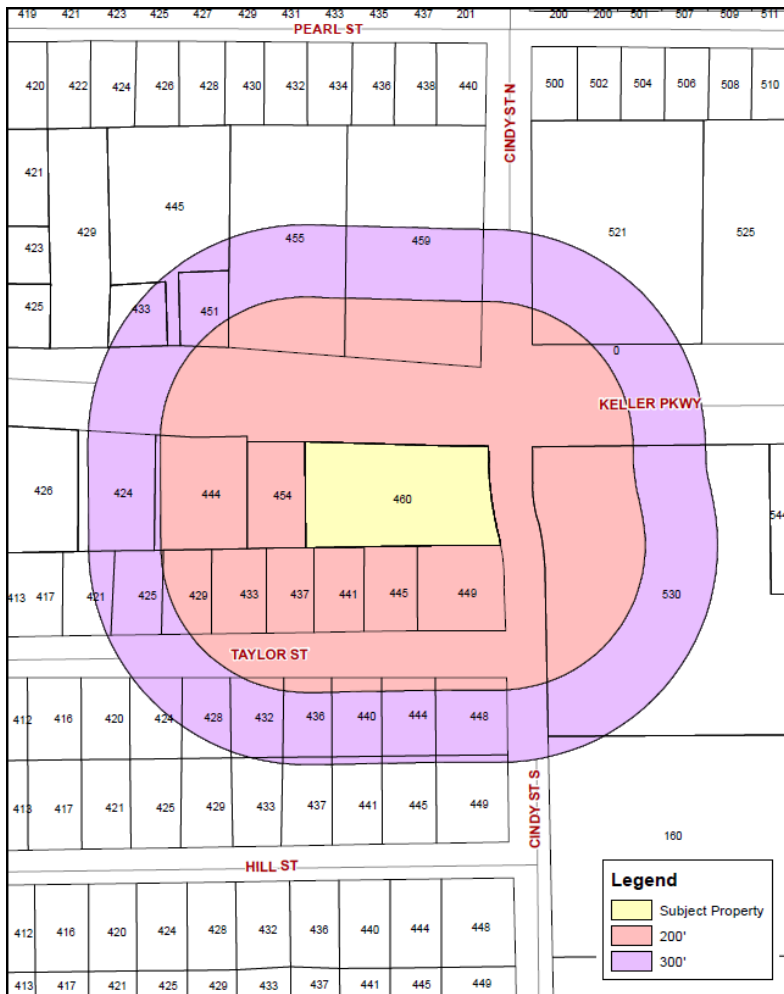 419 421 423 425 427 429 431 433 435 437 201 200 200 501 507 509 511
PEARL ST
420 422 424 426 428 430 432 434 436 438 440 500 502 504 506 508 510
CINDY ST N
421
445
429
455 459 521 525
423
425 433 451
0
KELLER PKWY
426 424 444 454 460
544
413 417 421 425 429 433 437 441 445 449 530
TAYLOR ST
412 416 420 424 428 432 436 440 444 448
413 417 421 425 429 433 437 441 445 449
CINDY ST S
160
HILL ST
Legend
Subject Property
200'
300'
412 416 420 424 428 432 436 440 444 448
413 417 421 425 429 433 437 441 445 449